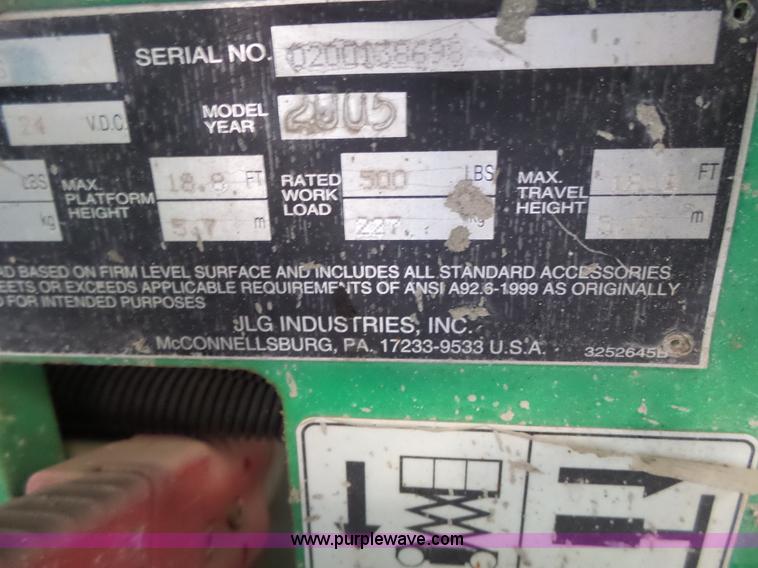 SERIAL NO. 0200138698
24 V.D.C. MODEL YEAR 2005
LBS MAX. PLATFORM HEIGHT 18.8 FT RATED WORK LOAD 500 LBS MAX. TRAVEL HEIGHT FT
kg 5.7 m 227 kg m
AD BASED ON FIRM LEVEL SURFACE AND INCLUDES ALL STANDARD ACCESSORIES
EETS OR EXCEEDS APPLICABLE REQUIREMENTS OF ANSI A92.6-1999 AS ORIGINALLY
D FOR INTENDED PURPOSES
JLG INDUSTRIES, INC.
McCONNELLSBURG, PA. 17233-9533 U.S.A.
3252645B
www.purplewave.com